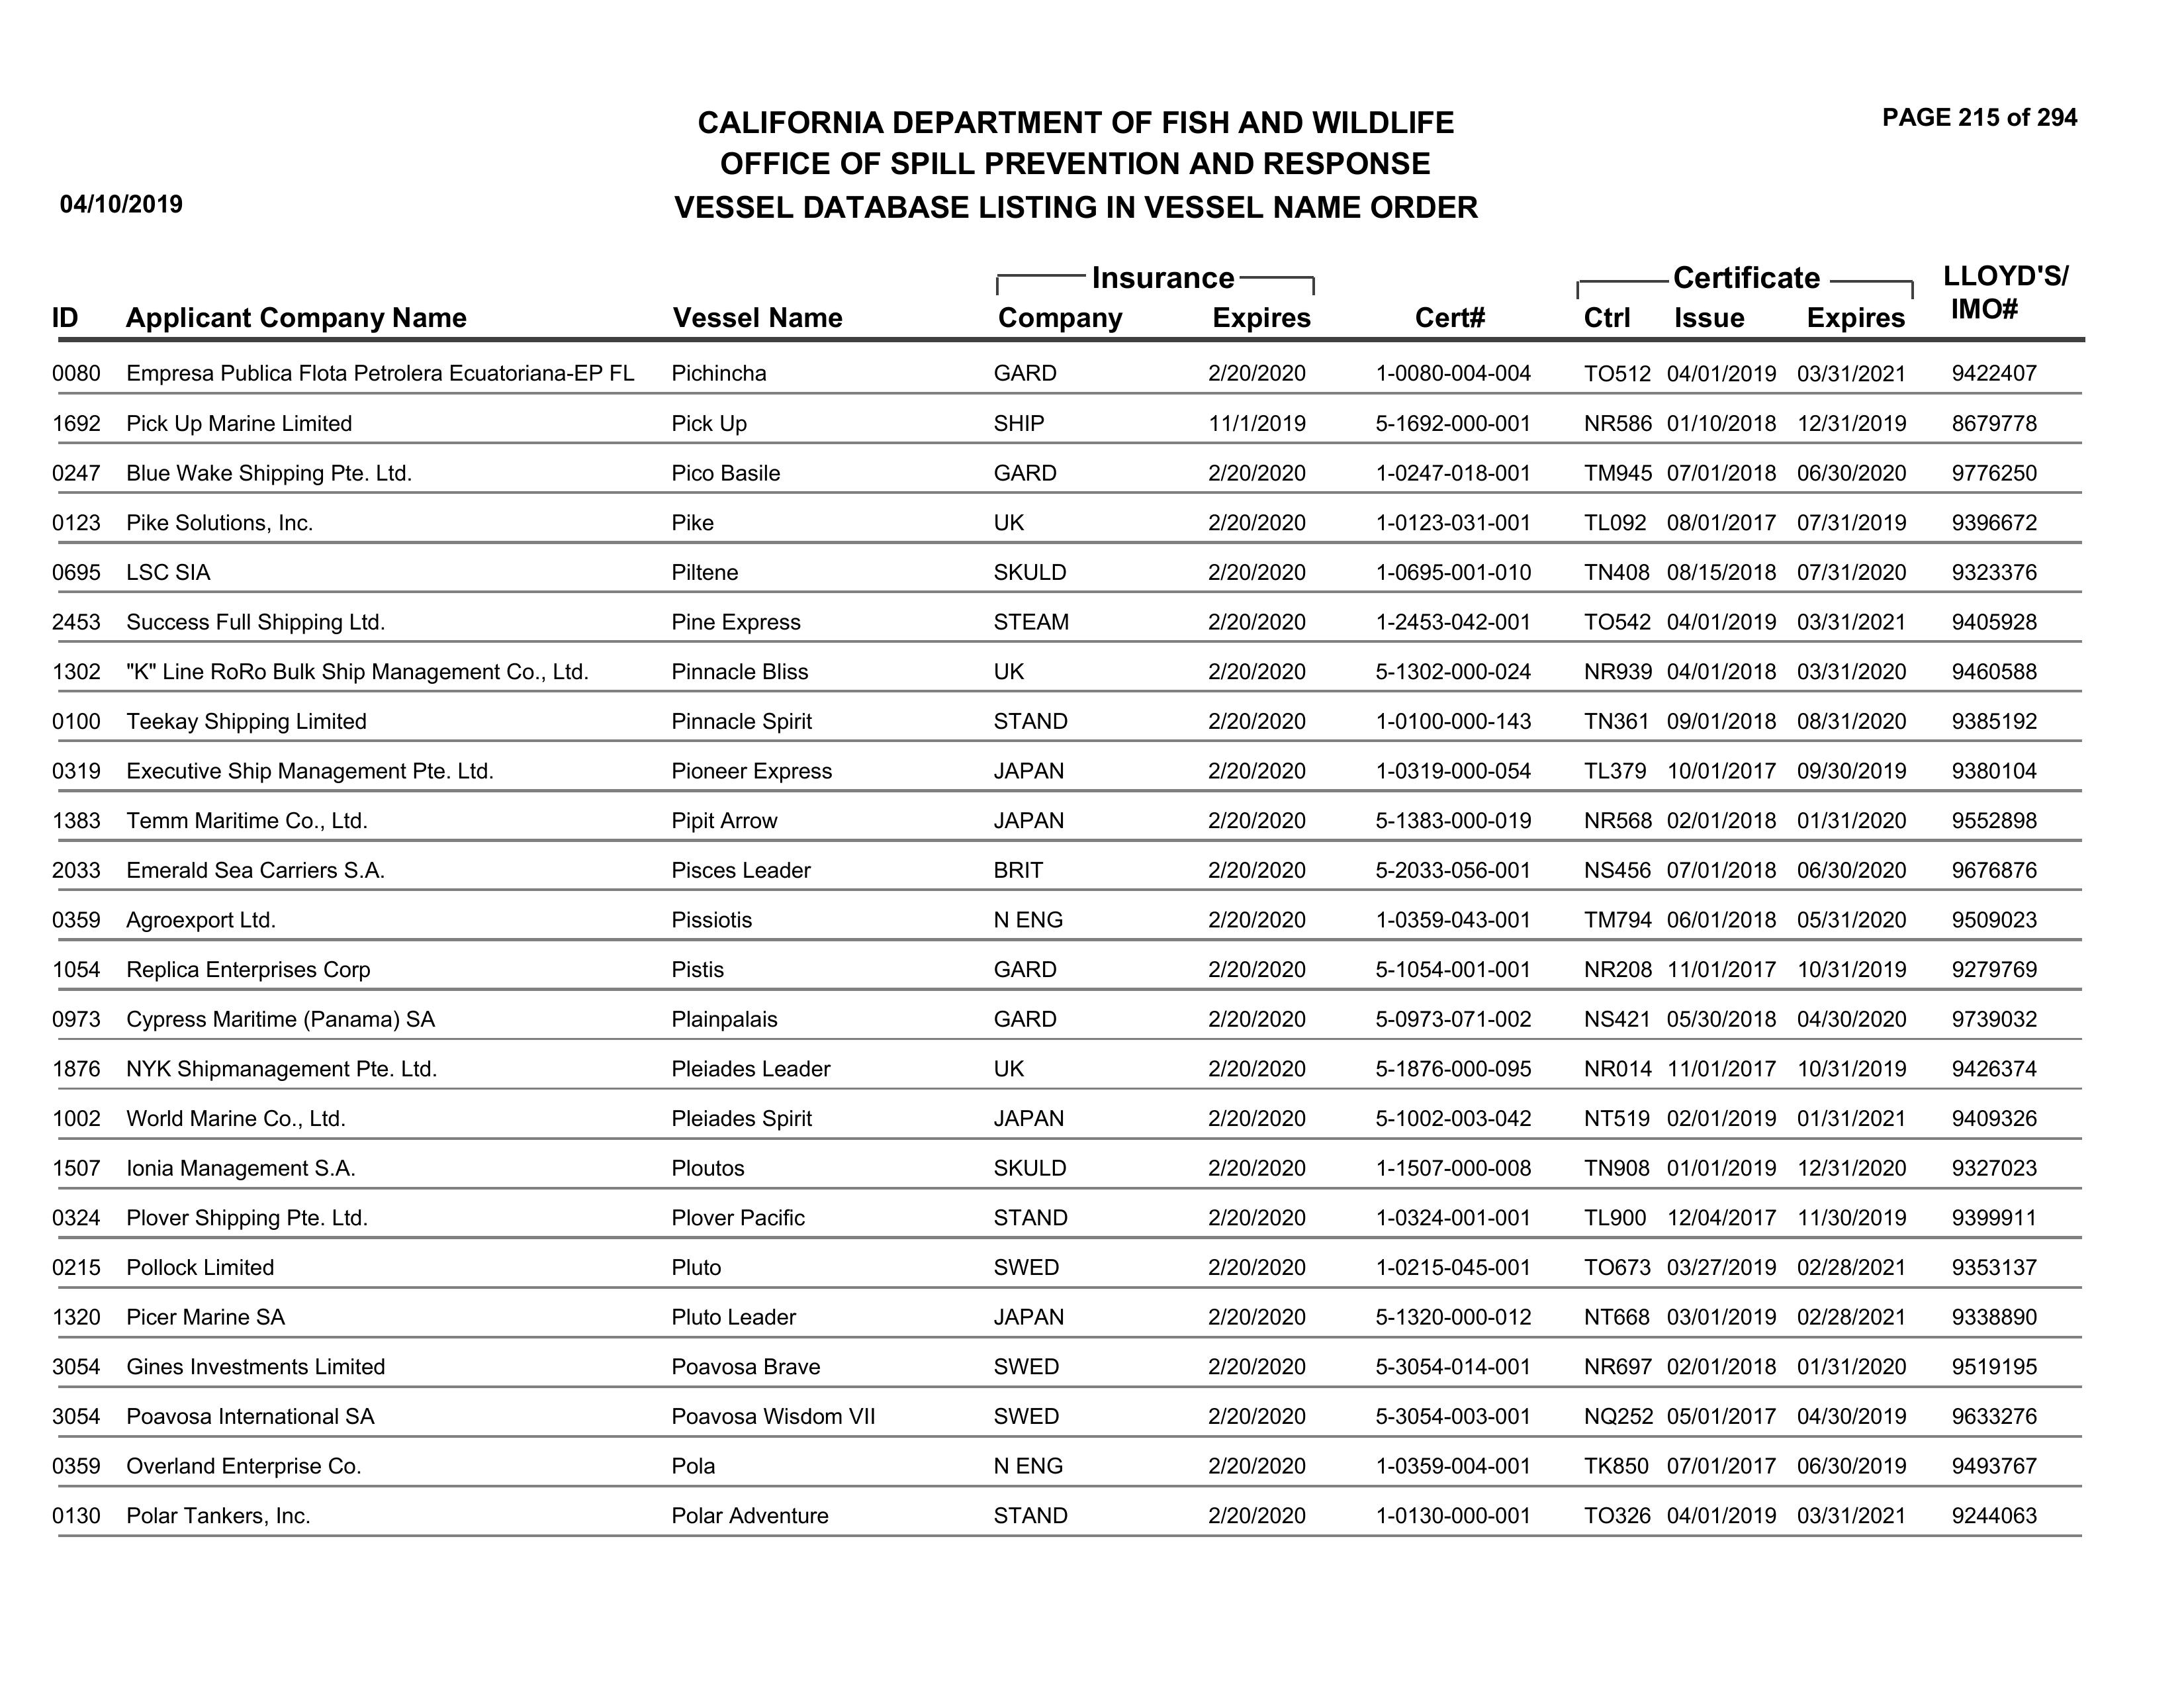 PAGE 215 of 294
CALIFORNIA DEPARTMENT OF FISH AND WILDLIFE
OFFICE OF SPILL PREVENTION AND RESPONSE
04/10/2019 VESSEL DATABASE LISTING IN VESSEL NAME ORDER
Insurance Certificate LLOYD'S/
ID Applicant Company Name Vessel Name Company Expires Cert# Ctrl Issue Expires IMO#
0080 Empresa Publica Flota Petrolera Ecuatoriana-EP FL Pichincha GARD 2/20/2020 1-0080-004-004 TO512 04/01/2019 03/31/2021 9422407
1692 Pick Up Marine Limited Pick Up SHIP 11/1/2019 5-1692-000-001 NR586 01/10/2018 12/31/2019 8679778
0247 Blue Wake Shipping Pte. Ltd. Pico Basile GARD 2/20/2020 1-0247-018-001 TM945 07/01/2018 06/30/2020 9776250
0123 Pike Solutions, Inc. Pike UK 2/20/2020 1-0123-031-001 TL092 08/01/2017 07/31/2019 9396672
0695 LSC SIA Piltene SKULD 2/20/2020 1-0695-001-010 TN408 08/15/2018 07/31/2020 9323376
2453 Success Full Shipping Ltd. Pine Express STEAM 2/20/2020 1-2453-042-001 TO542 04/01/2019 03/31/2021 9405928
1302 "K" Line RoRo Bulk Ship Management Co., Ltd. Pinnacle Bliss UK 2/20/2020 5-1302-000-024 NR939 04/01/2018 03/31/2020 9460588
0100 Teekay Shipping Limited Pinnacle Spirit STAND 2/20/2020 1-0100-000-143 TN361 09/01/2018 08/31/2020 9385192
0319 Executive Ship Management Pte. Ltd. Pioneer Express JAPAN 2/20/2020 1-0319-000-054 TL379 10/01/2017 09/30/2019 9380104
1383 Temm Maritime Co., Ltd. Pipit Arrow JAPAN 2/20/2020 5-1383-000-019 NR568 02/01/2018 01/31/2020 9552898
2033 Emerald Sea Carriers S.A. Pisces Leader BRIT 2/20/2020 5-2033-056-001 NS456 07/01/2018 06/30/2020 9676876
0359 Agroexport Ltd. Pissiotis N ENG 2/20/2020 1-0359-043-001 TM794 06/01/2018 05/31/2020 9509023
1054 Replica Enterprises Corp Pistis GARD 2/20/2020 5-1054-001-001 NR208 11/01/2017 10/31/2019 9279769
0973 Cypress Maritime (Panama) SA Plainpalais GARD 2/20/2020 5-0973-071-002 NS421 05/30/2018 04/30/2020 9739032
1876 NYK Shipmanagement Pte. Ltd. Pleiades Leader UK 2/20/2020 5-1876-000-095 NR014 11/01/2017 10/31/2019 9426374
1002 World Marine Co., Ltd. Pleiades Spirit JAPAN 2/20/2020 5-1002-003-042 NT519 02/01/2019 01/31/2021 9409326
1507 Ionia Management S.A. Ploutos SKULD 2/20/2020 1-1507-000-008 TN908 01/01/2019 12/31/2020 9327023
0324 Plover Shipping Pte. Ltd. Plover Pacific STAND 2/20/2020 1-0324-001-001 TL900 12/04/2017 11/30/2019 9399911
0215 Pollock Limited Pluto SWED 2/20/2020 1-0215-045-001 TO673 03/27/2019 02/28/2021 9353137
1320 Picer Marine SA Pluto Leader JAPAN 2/20/2020 5-1320-000-012 NT668 03/01/2019 02/28/2021 9338890
3054 Gines Investments Limited Poavosa Brave SWED 2/20/2020 5-3054-014-001 NR697 02/01/2018 01/31/2020 9519195
3054 Poavosa International SA Poavosa Wisdom VII SWED 2/20/2020 5-3054-003-001 NQ252 05/01/2017 04/30/2019 9633276
0359 Overland Enterprise Co. Pola N ENG 2/20/2020 1-0359-004-001 TK850 07/01/2017 06/30/2019 9493767
0130 Polar Tankers, Inc. Polar Adventure STAND 2/20/2020 1-0130-000-001 TO326 04/01/2019 03/31/2021 9244063